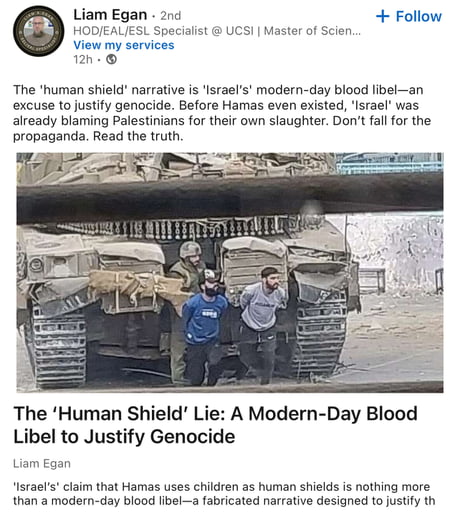 Liam Egan • 2nd
+ Follow
HOD/EAL/ESL Specialist @ UCSI | Master of Scien...
View my services
12h •
The 'human shield' narrative is 'Israel's' modern-day blood libel—an
excuse to justify genocide. Before Hamas even existed, 'Israel' was
already blaming Palestinians for their own slaughter. Don’t fall for the
propaganda. Read the truth.
The ‘Human Shield’ Lie: A Modern-Day Blood
Libel to Justify Genocide
Liam Egan
'Israel's' claim that Hamas uses children as human shields is nothing more
than a modern-day blood libel—a fabricated narrative designed to justify th